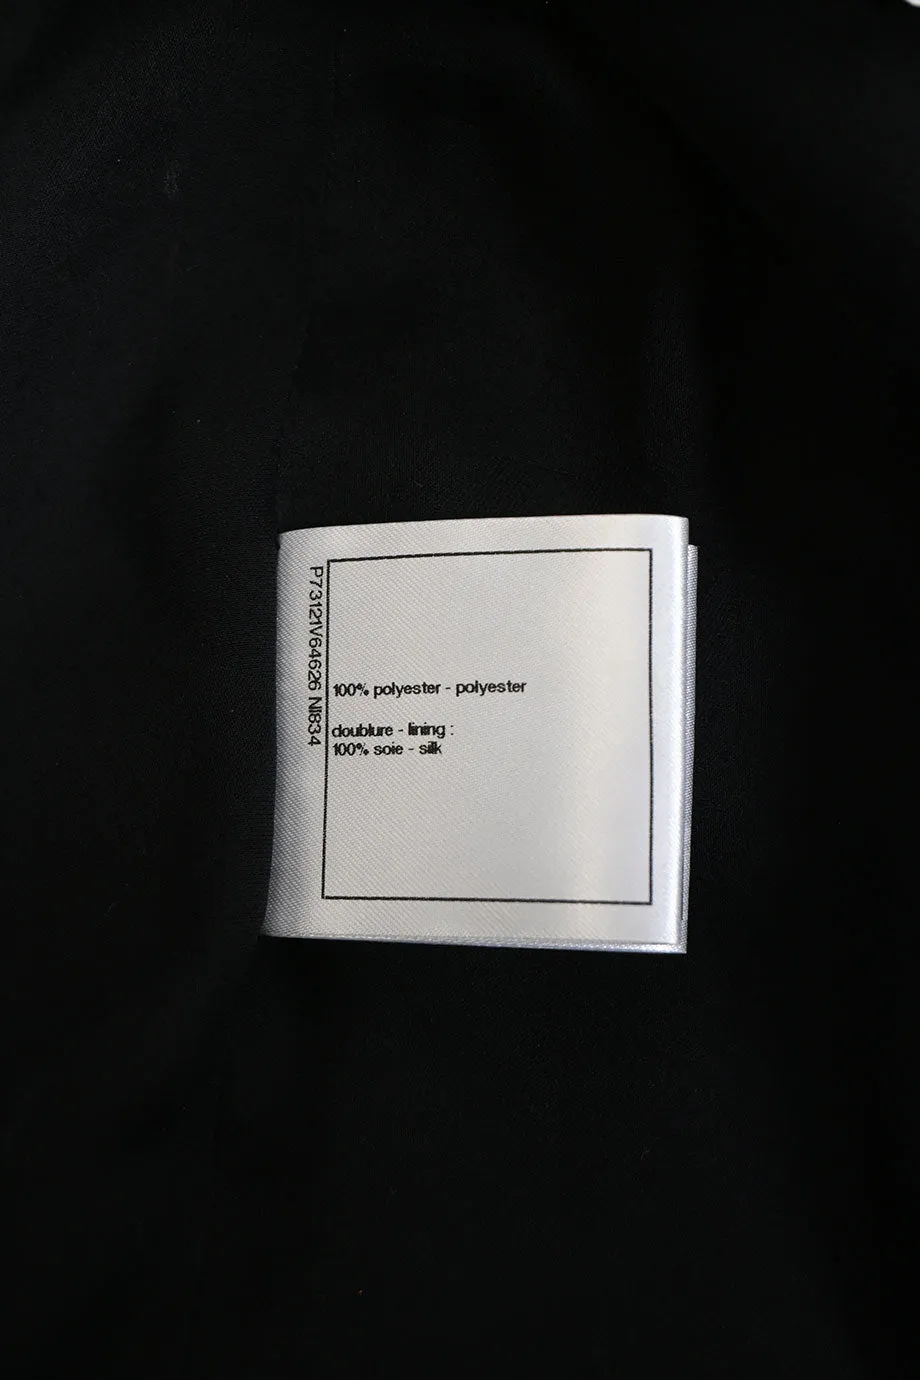 P73121V64626 NI834
100% polyester - polyester
doublure - lining :
100% soie - silk